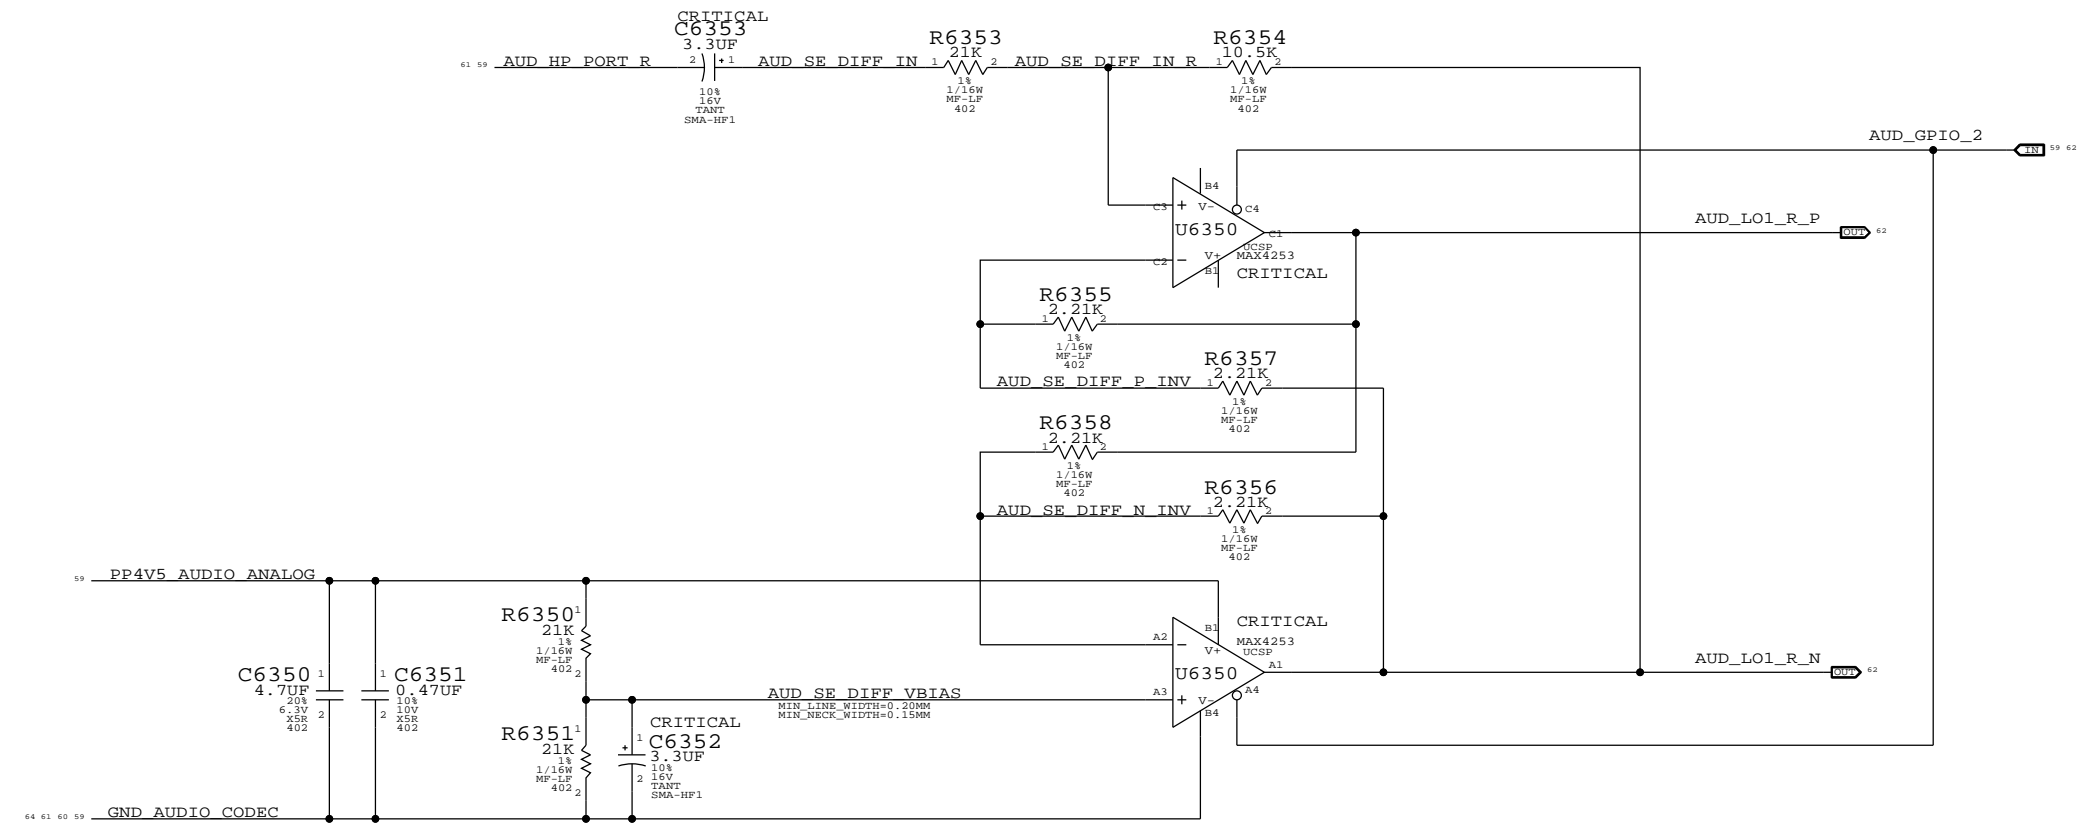 CRITICAL
C6353
3.3UF
61 59
AUD_HP_PORT_R
2
+ 1
AUD_SE_DIFF_IN
10%
16V
TANT
SMA-HF1
R6353
21K
1
2
1%
1/16W
MF-LF
402
AUD_SE_DIFF_IN_R
R6354
10.5K
1
2
1%
1/16W
MF-LF
402
AUD_GPIO_2
IN
59 62
B4
V-
C3
+
C4
U6350
C1
UCSP
MAX4253
CRITICAL
C2
-
V+
B1
AUD_LO1_R_P
OUT
62
R6355
2.21K
1
2
1%
1/16W
MF-LF
402
R6357
2.21K
AUD_SE_DIFF_P_INV
1
2
1%
1/16W
MF-LF
402
R6358
2.21K
1
2
1%
1/16W
MF-LF
402
R6356
2.21K
AUD_SE_DIFF_N_INV
1
2
1%
1/16W
MF-LF
402
59
PP4V5_AUDIO_ANALOG
C6350
4.7UF
20%
6.3V
X5R
402
1
2
C6351
0.47UF
10%
10V
X5R
402
1
2
R6350
21K
1%
1/16W
MF-LF
402
1
2
AUD_SE_DIFF_VBIAS
MIN_LINE_WIDTH=0.20MM
MIN_NECK_WIDTH=0.15MM
R6351
21K
1%
1/16W
MF-LF
402
1
2
CRITICAL
C6352
3.3UF
10%
16V
TANT
SMA-HF1
+
1
2
B1
V+
CRITICAL
MAX4253
UCSP
A2
-
U6350
A1
A3
+
V-
A4
B4
AUD_LO1_R_N
OUT
62
64 61 60 59
GND_AUDIO_CODEC